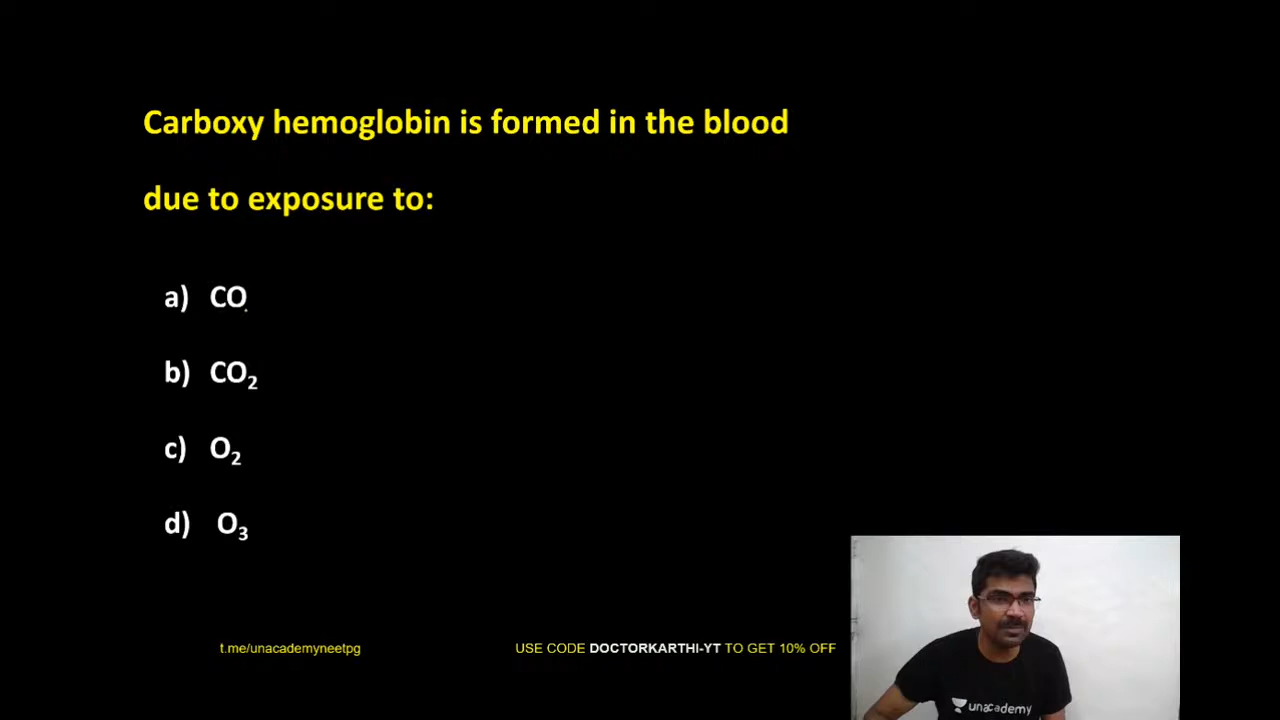 Carboxy hemoglobin is formed in the blood
due to exposure to:
a) CO
b) CO₂
c) O₂
d) O₃
t.me/unacademyneetpg
USE CODE DOCTORKARTHI-YT TO GET 10% OFF
unacademy